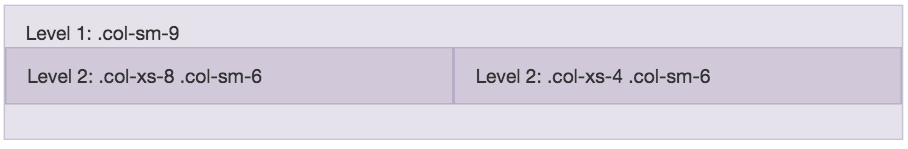 Level 1: .col-sm-9
Level 2: .col-xs-8 .col-sm-6
Level 2: .col-xs-4 .col-sm-6